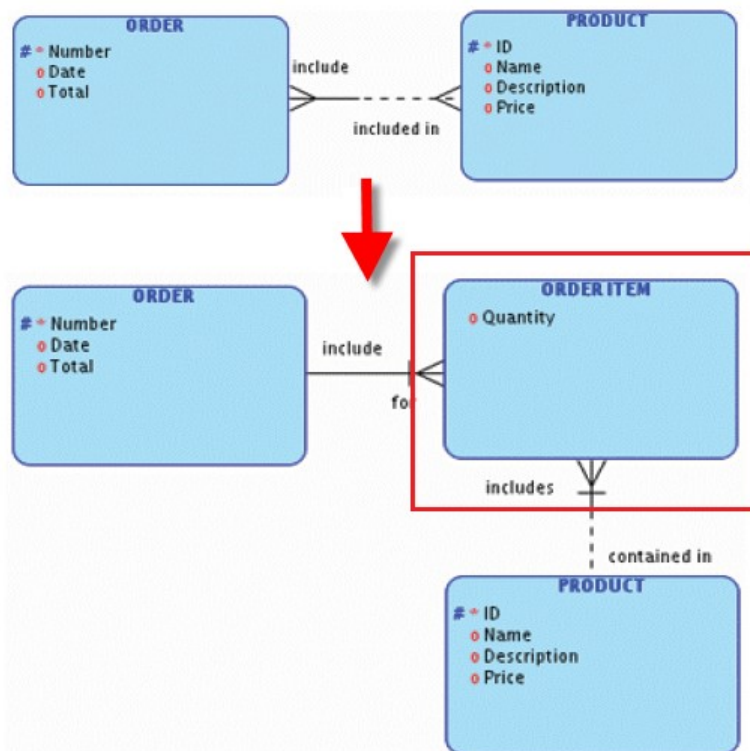 ORDER
# * Number
o Date
o Total
include
included in
PRODUCT
# * ID
o Name
o Description
o Price
ORDER
# * Number
o Date
o Total
include
for
ORDER ITEM
o Quantity
includes
contained in
PRODUCT
# * ID
o Name
o Description
o Price